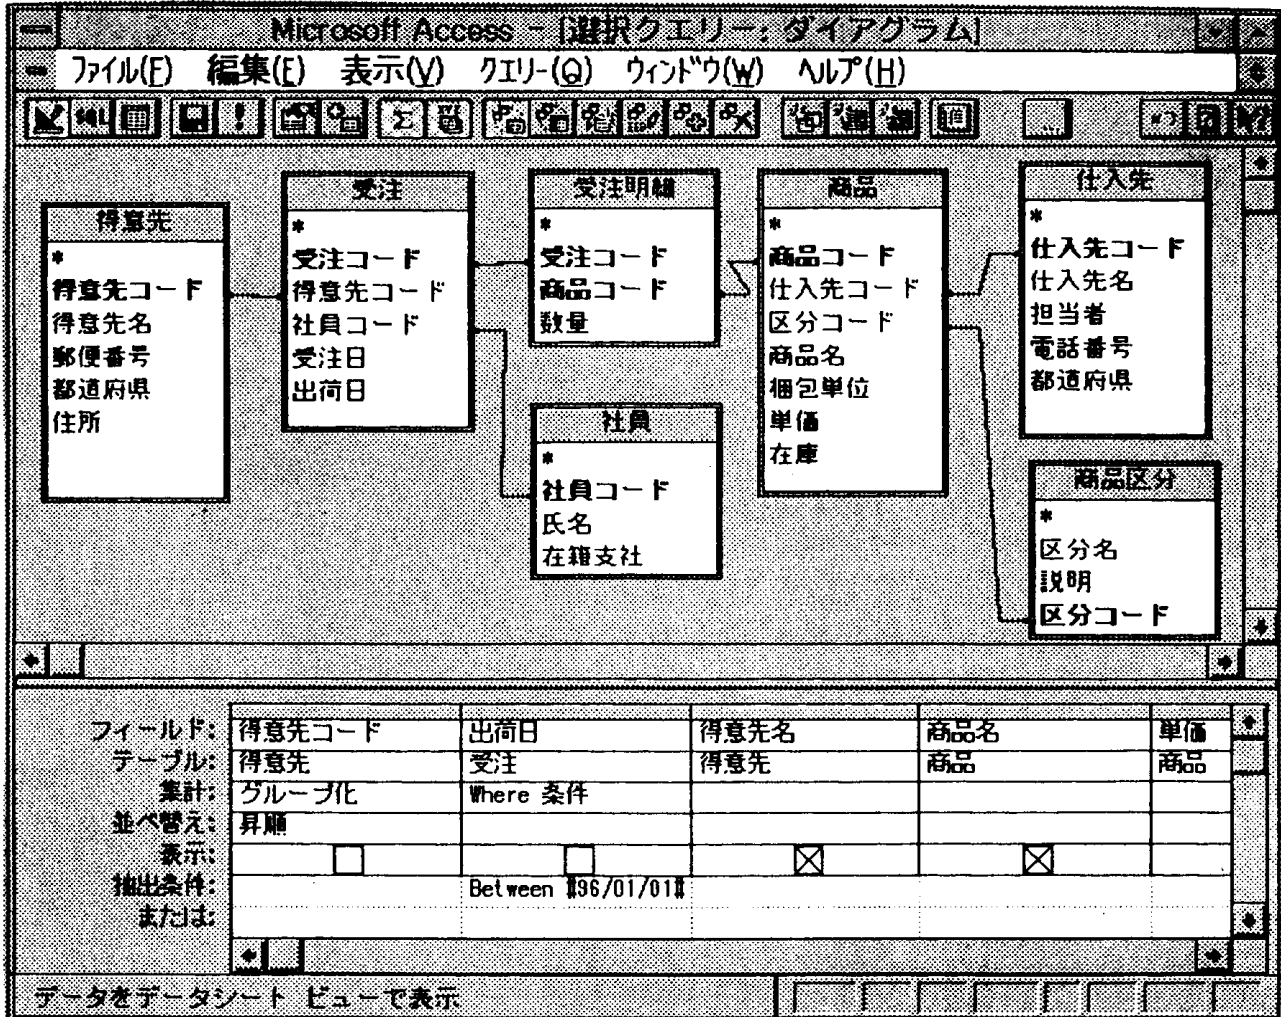 Microsoft Access - [選択クエリー: ダイアグラム]
ファイル(F) 編集(E) 表示(V) クエリー(Q) ウィンドウ(W) ヘルプ(H)
SQL
得意先
*
得意先コード
得意先名
郵便番号
都道府県
住所
受注
*
受注コード
得意先コード
社員コード
受注日
出荷日
受注明細
*
受注コード
商品コード
数量
社員
*
社員コード
氏名
在籍支社
商品
*
商品コード
仕入先コード
区分コード
商品名
梱包単位
単価
在庫
仕入先
*
仕入先コード
仕入先名
担当者
電話番号
都道府県
商品区分
*
区分名
説明
区分コード
フィールド: 得意先コード 出荷日 得意先名 商品名 単価
テーブル: 得意先 受注 得意先 商品 商品
集計: グループ化 Where 条件
並べ替え: 昇順
表示:
抽出条件: Between #96/01/01#
または:
データをデータシート ビューで表示